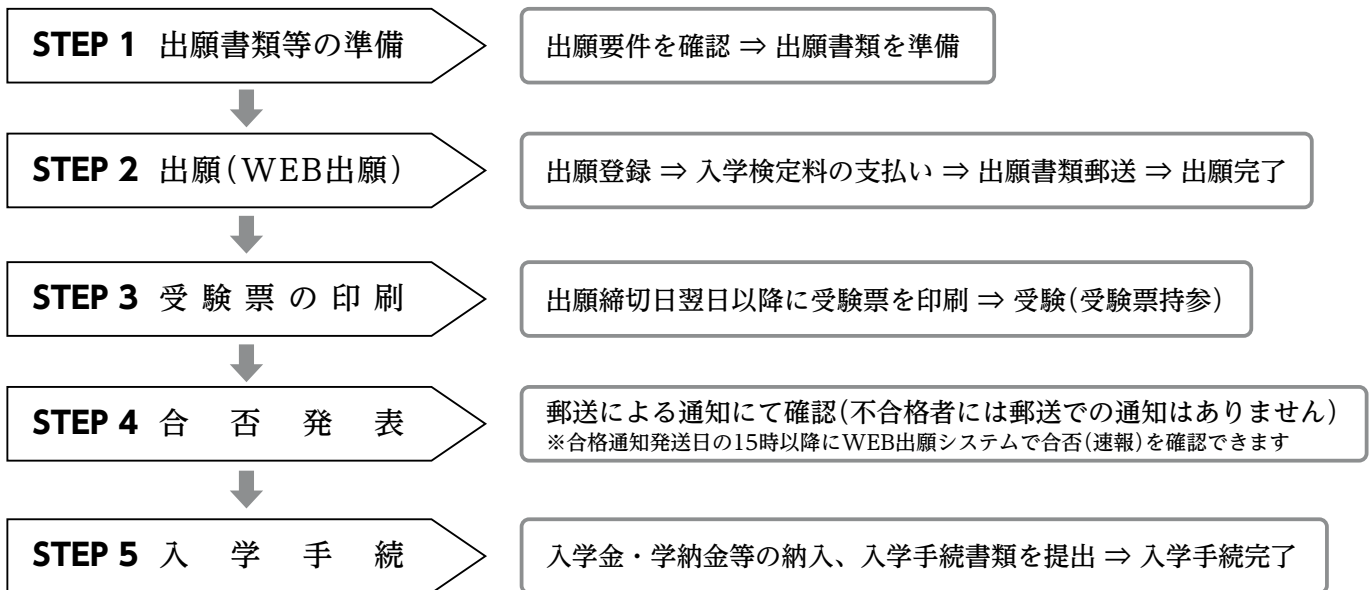 STEP 1 出願書類等の準備
出願要件を確認 ⇒ 出願書類を準備
STEP 2 出願(WEB出願)
出願登録 ⇒ 入学検定料の支払い ⇒ 出願書類郵送 ⇒ 出願完了
STEP 3 受験票の印刷
出願締切日翌日以降に受験票を印刷 ⇒ 受験(受験票持参)
STEP 4 合否発表
郵送による通知にて確認(不合格者には郵送での通知はありません)
※合格通知発送日の15時以降にWEB出願システムで合否(速報)を確認できます
STEP 5 入学手続
入学金・学納金等の納入、入学手続書類を提出 ⇒ 入学手続完了